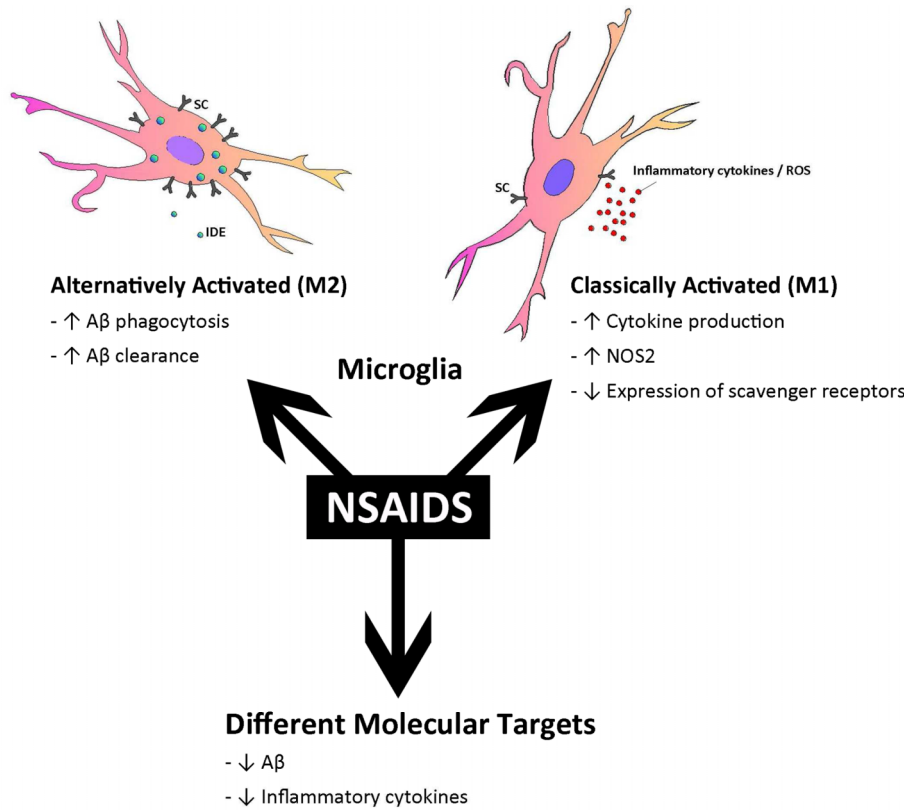 SC
IDE
SC
Inflammatory cytokines / ROS
Alternatively Activated (M2)
- ↑ Aβ phagocytosis
- ↑ Aβ clearance
Classically Activated (M1)
- ↑ Cytokine production
- ↑ NOS2
- ↓ Expression of scavenger receptors
Microglia
NSAIDS
Different Molecular Targets
- ↓ Aβ
- ↓ Inflammatory cytokines